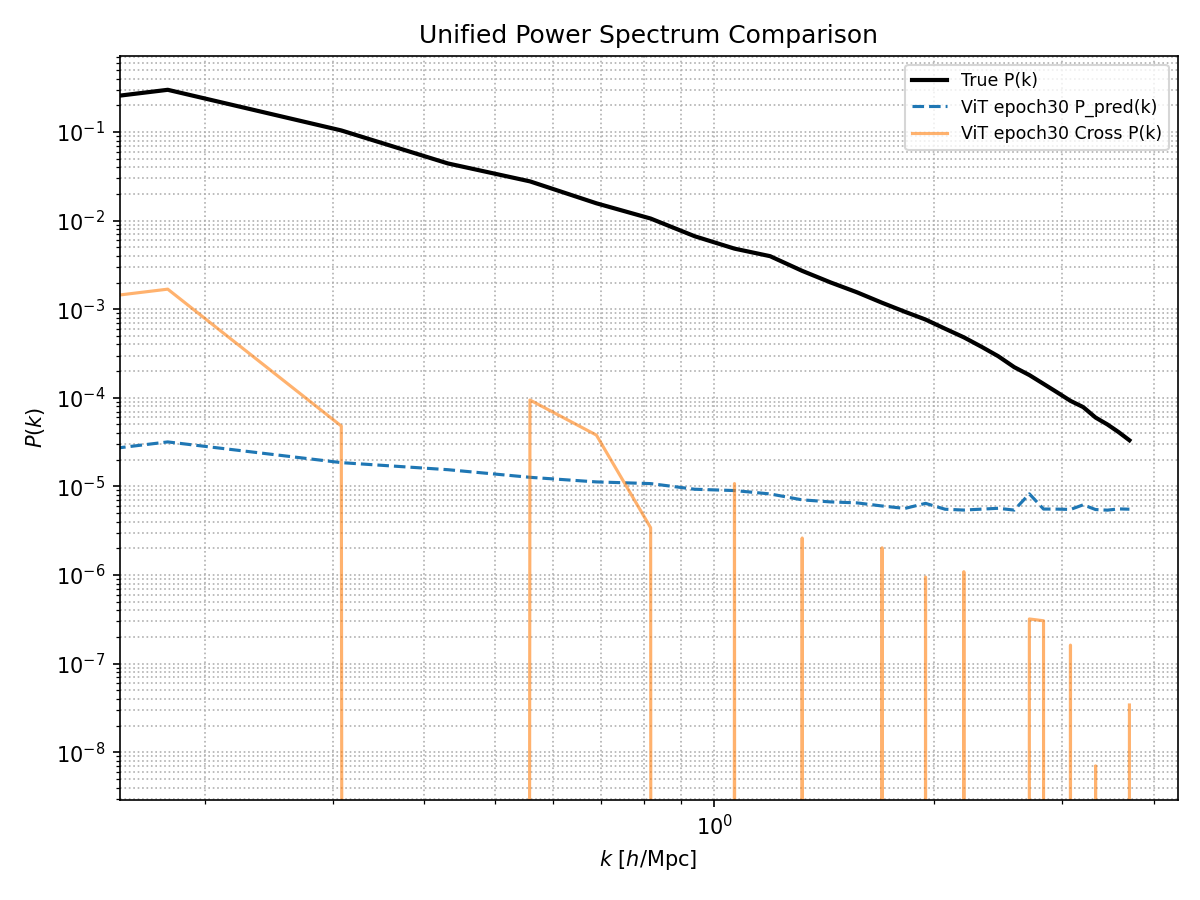 Unified Power Spectrum Comparison
True P(k)
ViT epoch30 P_pred(k)
ViT epoch30 Cross P(k)
10⁻¹
10⁻²
10⁻³
10⁻⁴
10⁻⁵
10⁻⁶
10⁻⁷
10⁻⁸
P(k)
10⁰
k [h/Mpc]